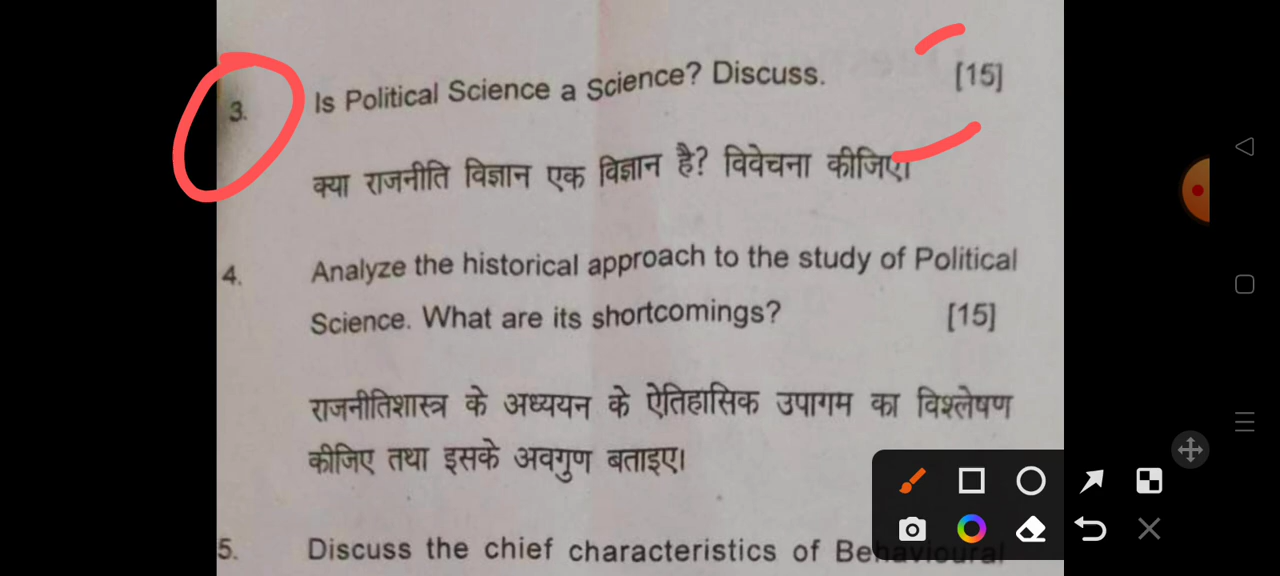 3. Is Political Science a Science? Discuss. [15]
क्या राजनीति विज्ञान एक विज्ञान है? विवेचना कीजिए।
4. Analyze the historical approach to the study of Political
Science. What are its shortcomings? [15]
राजनीतिशास्त्र के अध्ययन के ऐतिहासिक उपागम का विश्लेषण
कीजिए तथा इसके अवगुण बताइए।
5. Discuss the chief characteristics of Behavioural